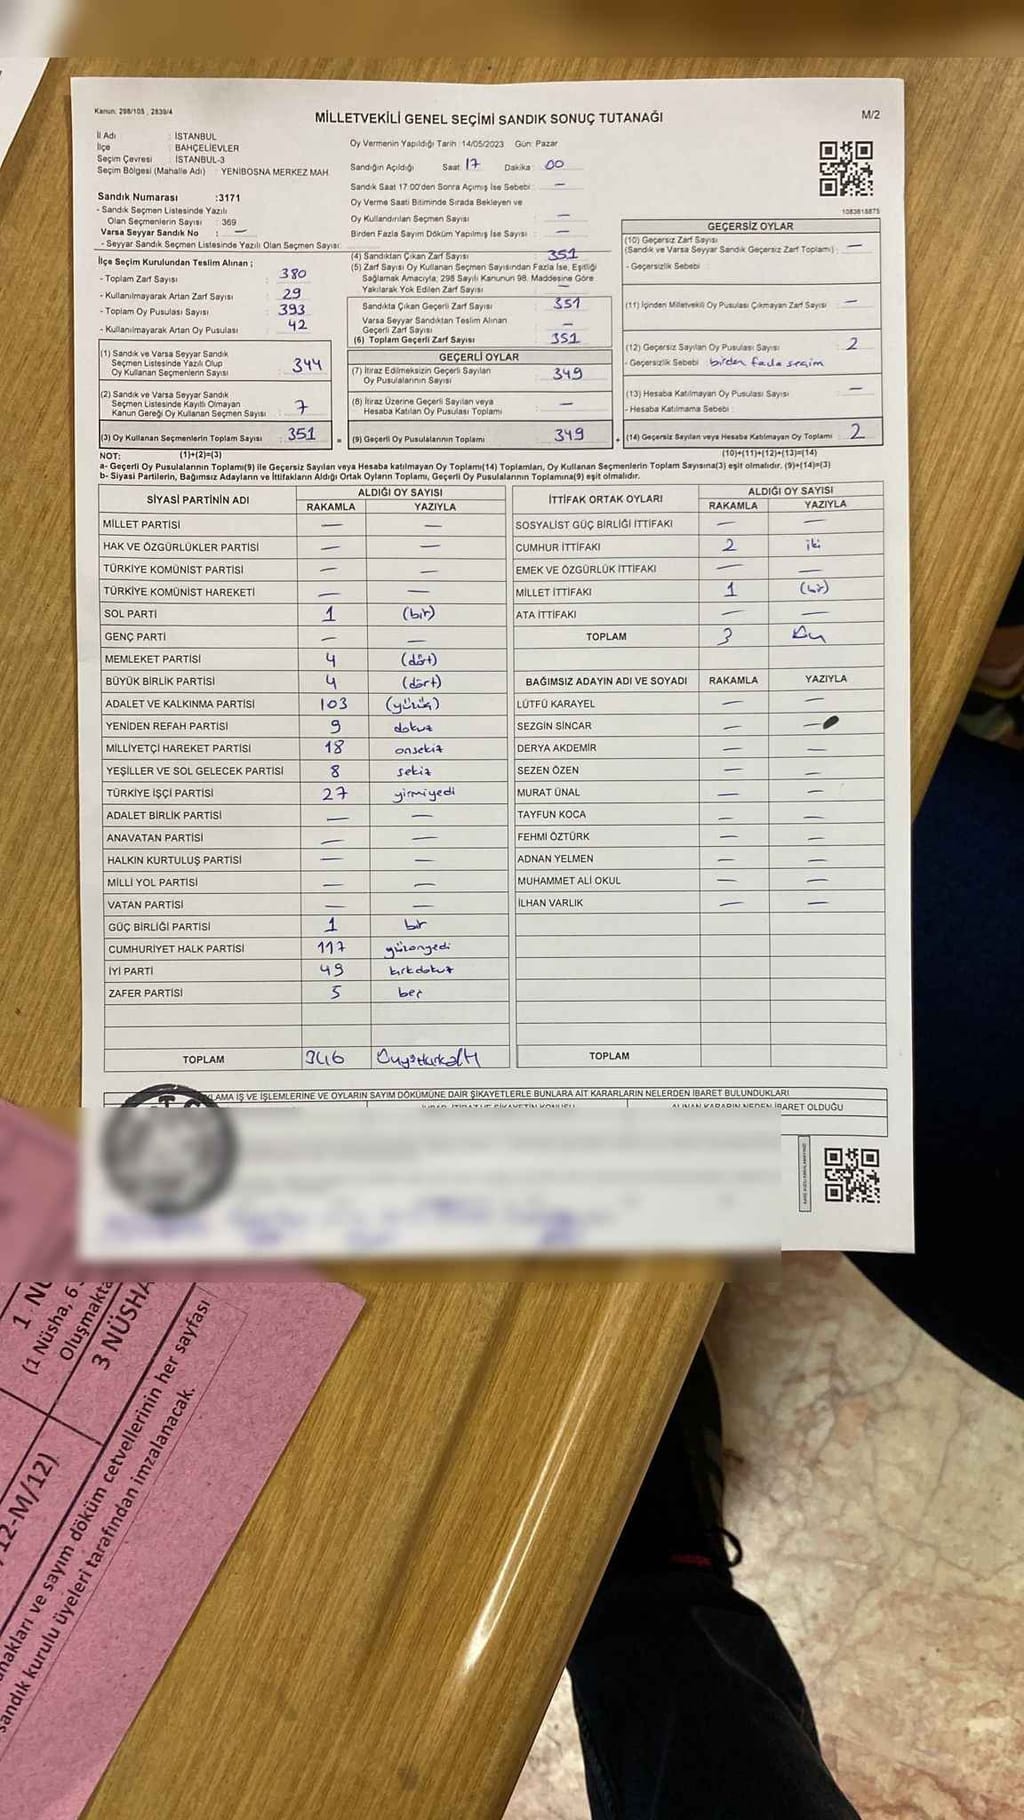 Kanun: 298/105 , 2839/4
M/2
MİLLETVEKİLİ GENEL SEÇİMİ SANDIK SONUÇ TUTANAĞI
İl Adı : İSTANBUL
İlçe : BAHÇELİEVLER
Seçim Çevresi : İSTANBUL-3
Seçim Bölgesi (Mahalle Adı) : YENİBOSNA MERKEZ MAH.
Sandık Numarası :3171
- Sandık Seçmen Listesinde Yazılı
Olan Seçmenlerin Sayısı : 369
Varsa Seyyar Sandık No : —
- Seyyar Sandık Seçmen Listesinde Yazılı Olan Seçmen Sayısı:
Oy Vermenin Yapıldığı Tarih :14/05/2023 Gün: Pazar
Sandığın Açıldığı Saat: 17 Dakika : 00
Sandık Saat 17:00'den Sonra Açılmış İse Sebebi : —
Oy Verme Saati Bitiminde Sırada Bekleyen ve
Oy Kullandırılan Seçmen Sayısı : —
Birden Fazla Sayım Döküm Yapılmış İse Sayısı : —
1083818875
İlçe Seçim Kurulundan Teslim Alınan ;
- Toplam Zarf Sayısı : 380
- Kullanılmayarak Artan Zarf Sayısı : 29
- Toplam Oy Pusulası Sayısı : 393
- Kullanılmayarak Artan Oy Pusulası : 42
(1) Sandık ve Varsa Seyyar Sandık
Seçmen Listesinde Yazılı Olup
Oy Kullanan Seçmenlerin Sayısı : 344
(2) Sandık ve Varsa Seyyar Sandık
Seçmen Listesinde Kayıtlı Olmayan
Kanun Gereği Oy Kullanan Seçmen Sayısı : 7
(3) Oy Kullanan Seçmenlerin Toplam Sayısı : 351
(4) Sandıktan Çıkan Zarf Sayısı : 351
(5) Zarf Sayısı Oy Kullanan Seçmen Sayısından Fazla İse, Eşitliği
Sağlamak Amacıyla; 298 Sayılı Kanunun 98. Maddesine Göre
Yakılarak Yok Edilen Zarf Sayısı : —
Sandıkta Çıkan Geçerli Zarf Sayısı : 351
Varsa Seyyar Sandıktan Teslim Alınan
Geçerli Zarf Sayısı : —
(6) Toplam Geçerli Zarf Sayısı : 351
GEÇERLİ OYLAR
(7) İtiraz Edilmeksizin Geçerli Sayılan
Oy Pusulalarının Sayısı : 349
(8) İtiraz Üzerine Geçerli Sayılan veya
Hesaba Katılan Oy Pusulası Toplamı : —
= (9) Geçerli Oy Pusulalarının Toplamı : 349
GEÇERSİZ OYLAR
(10) Geçersiz Zarf Sayısı
(Sandık ve Varsa Seyyar Sandık Geçersiz Zarf Toplamı) : —
- Geçersizlik Sebebi :
(11) İçinden Milletvekili Oy Pusulası Çıkmayan Zarf Sayısı : —
(12) Geçersiz Sayılan Oy Pusulası Sayısı : 2
- Geçersizlik Sebebi : birden fazla seçim
(13) Hesaba Katılmayan Oy Pusulası Sayısı : —
- Hesaba Katılmama Sebebi :
+ (14) Geçersiz Sayılan veya Hesaba Katılmayan Oy Toplamı : 2
NOT: (1)+(2)=(3) (10)+(11)+(12)+(13)=(14)
a- Geçerli Oy Pusulalarının Toplamı(9) ile Geçersiz Sayılan veya Hesaba katılmayan Oy Toplamı(14) Toplamları, Oy Kullanan Seçmenlerin Toplam Sayısına(3) eşit olmalıdır. (9)+(14)=(3)
b- Siyasi Partilerin, Bağımsız Adayların ve İttifakların Aldığı Ortak Oyların Toplamı, Geçerli Oy Pusulalarının Toplamına(9) eşit olmalıdır.
SİYASİ PARTİNİN ADI ALDIĞI OY SAYISI
RAKAMLA YAZIYLA
MİLLET PARTİSİ — —
HAK VE ÖZGÜRLÜKLER PARTİSİ — —
TÜRKİYE KOMÜNİST PARTİSİ — —
TÜRKİYE KOMÜNİST HAREKETİ — —
SOL PARTİ 1 (bir)
GENÇ PARTİ — —
MEMLEKET PARTİSİ 4 (dört)
BÜYÜK BİRLİK PARTİSİ 4 (dört)
ADALET VE KALKINMA PARTİSİ 103 (yüzüç)
YENİDEN REFAH PARTİSİ 9 dokuz
MİLLİYETÇİ HAREKET PARTİSİ 18 onsekiz
YEŞİLLER VE SOL GELECEK PARTİSİ 8 sekiz
TÜRKİYE İŞÇİ PARTİSİ 27 yirmiyedi
ADALET BİRLİK PARTİSİ — —
ANAVATAN PARTİSİ — —
HALKIN KURTULUŞ PARTİSİ — —
MİLLİ YOL PARTİSİ — —
VATAN PARTİSİ — —
GÜÇ BİRLİĞİ PARTİSİ 1 bir
CUMHURİYET HALK PARTİSİ 117 yüzonyedi
İYİ PARTİ 49 kırkdokuz
ZAFER PARTİSİ 5 beş
TOPLAM 346 Üçyüzkırkaltı
İTTİFAK ORTAK OYLARI ALDIĞI OY SAYISI
RAKAMLA YAZIYLA
SOSYALİST GÜÇ BİRLİĞİ İTTİFAKI — —
CUMHUR İTTİFAKI 2 iki
EMEK VE ÖZGÜRLÜK İTTİFAKI — —
MİLLET İTTİFAKI 1 (bir)
ATA İTTİFAKI — —
TOPLAM 3
BAĞIMSIZ ADAYIN ADI VE SOYADI RAKAMLA YAZIYLA
LÜTFÜ KARAYEL — —
SEZGİN SİNCAR — —
DERYA AKDEMİR — —
SEZEN ÖZEN — —
MURAT ÜNAL — —
TAYFUN KOCA — —
FEHMİ ÖZTÜRK — —
ADNAN YELMEN — —
MUHAMMET ALİ OKUL — —
İLHAN VARLIK — —
TOPLAM
İŞ VE İŞLEMLERİNE VE OYLARIN SAYIM DÖKÜMÜNE DAİR ŞİKAYETLERLE BUNLARA AİT KARARLARIN NELERDEN İBARET BULUNDUKLARI
ALINAN KARARIN NEDEN İBARET OLDUĞU
1 NÜ
(1 Nüsha, 6
Oluşmakta
3 NÜSHA
12-M/12)
nakları ve sayım döküm cetvellerinin her sayfası
sandık kurulu üyeleri tarafından imzalanacak.